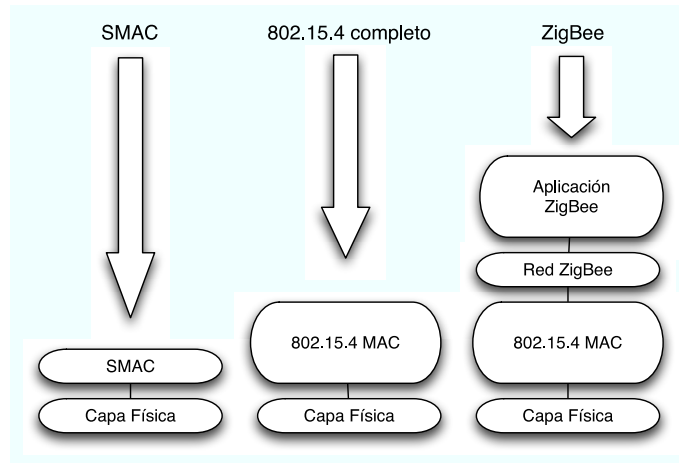 SMAC
802.15.4 completo
ZigBee
Aplicación
ZigBee
Red ZigBee
802.15.4 MAC
802.15.4 MAC
SMAC
Capa Física
Capa Física
Capa Física